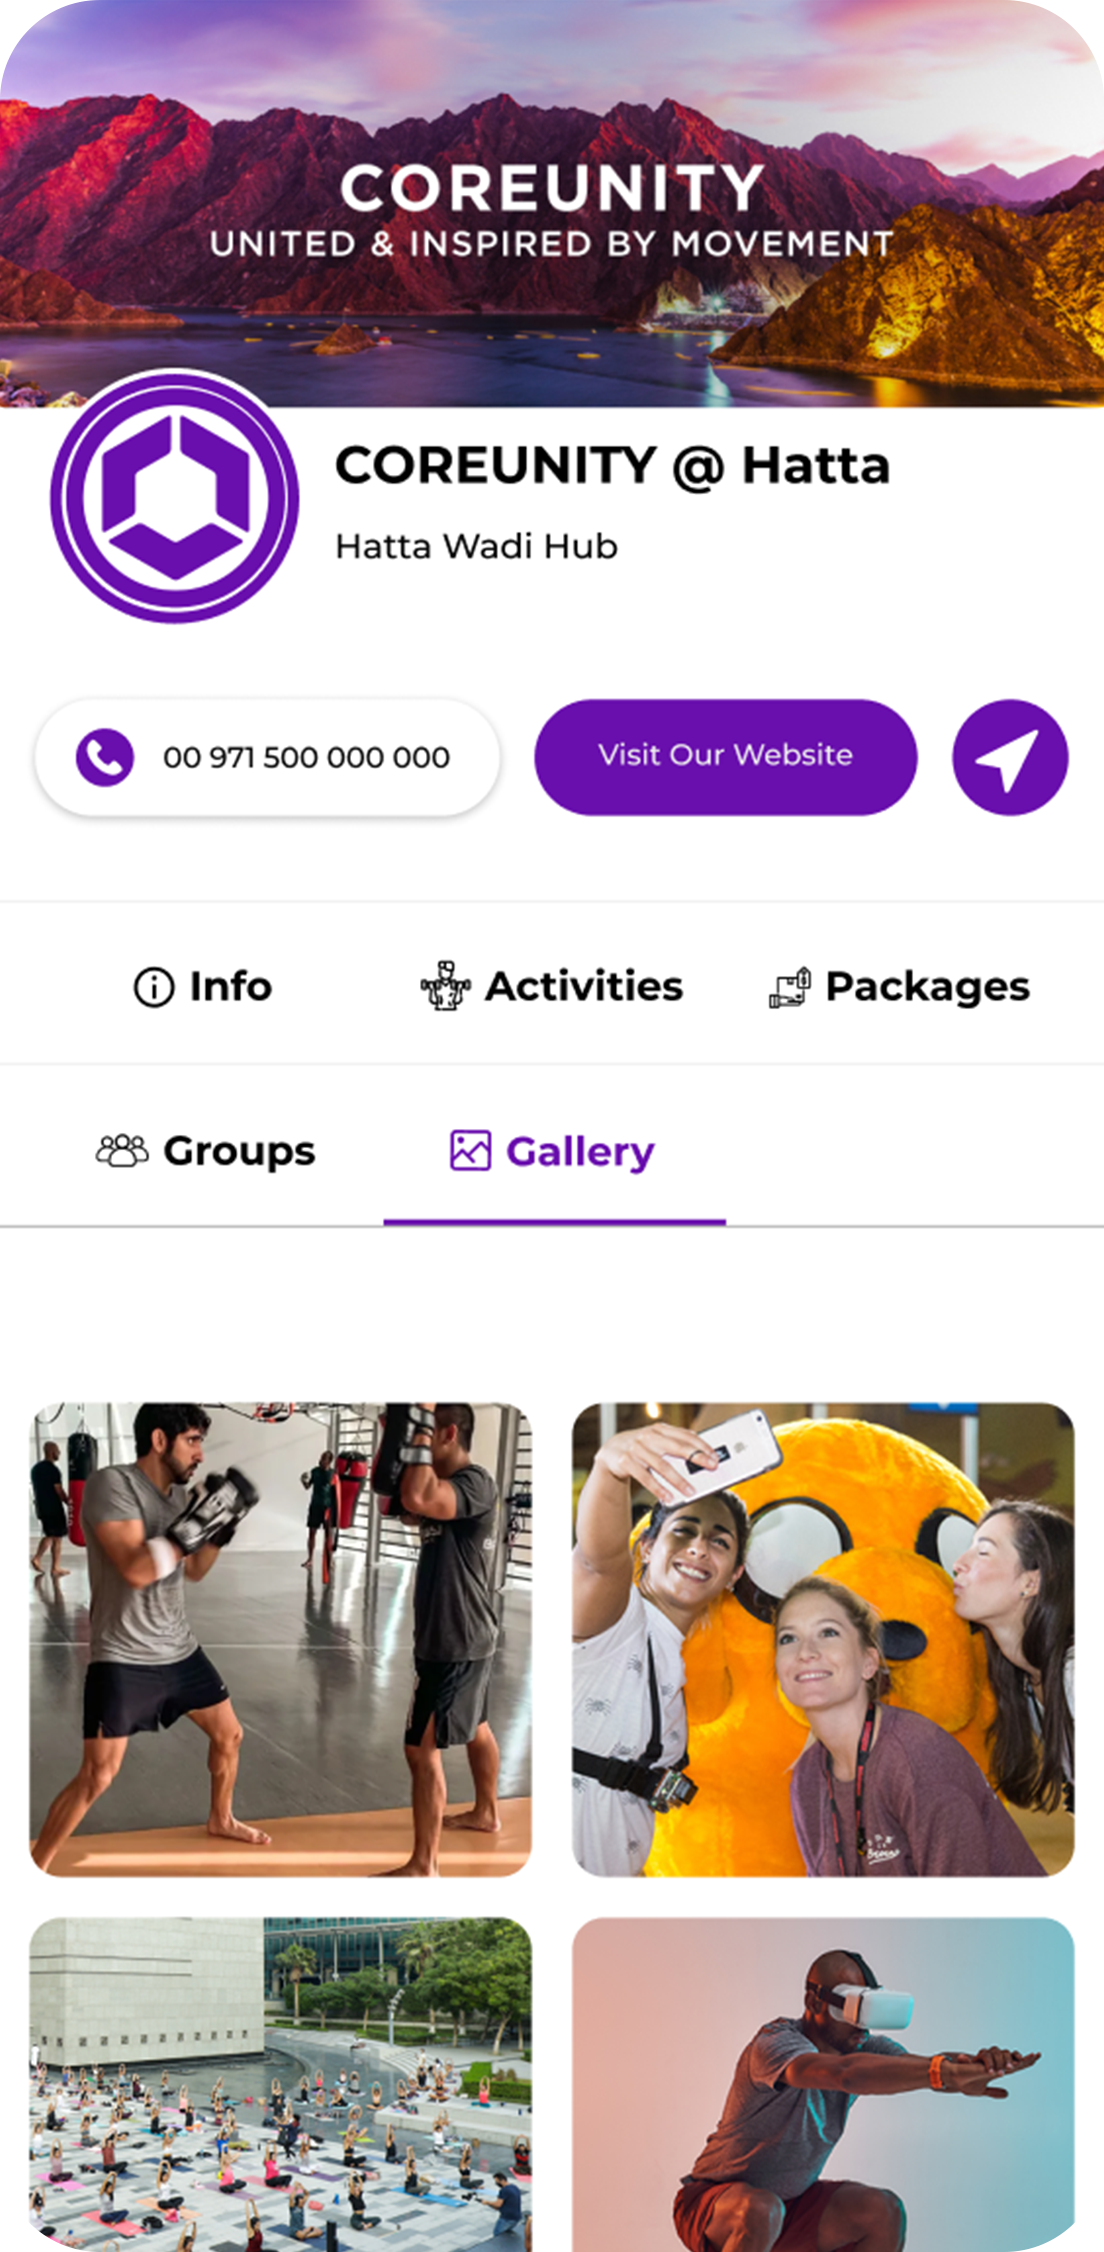 COREUNITY
UNITED & INSPIRED BY MOVEMENT
COREUNITY @ Hatta
Hatta Wadi Hub
00 971 500 000 000
Visit Our Website
Info
Activities
Packages
Groups
Gallery